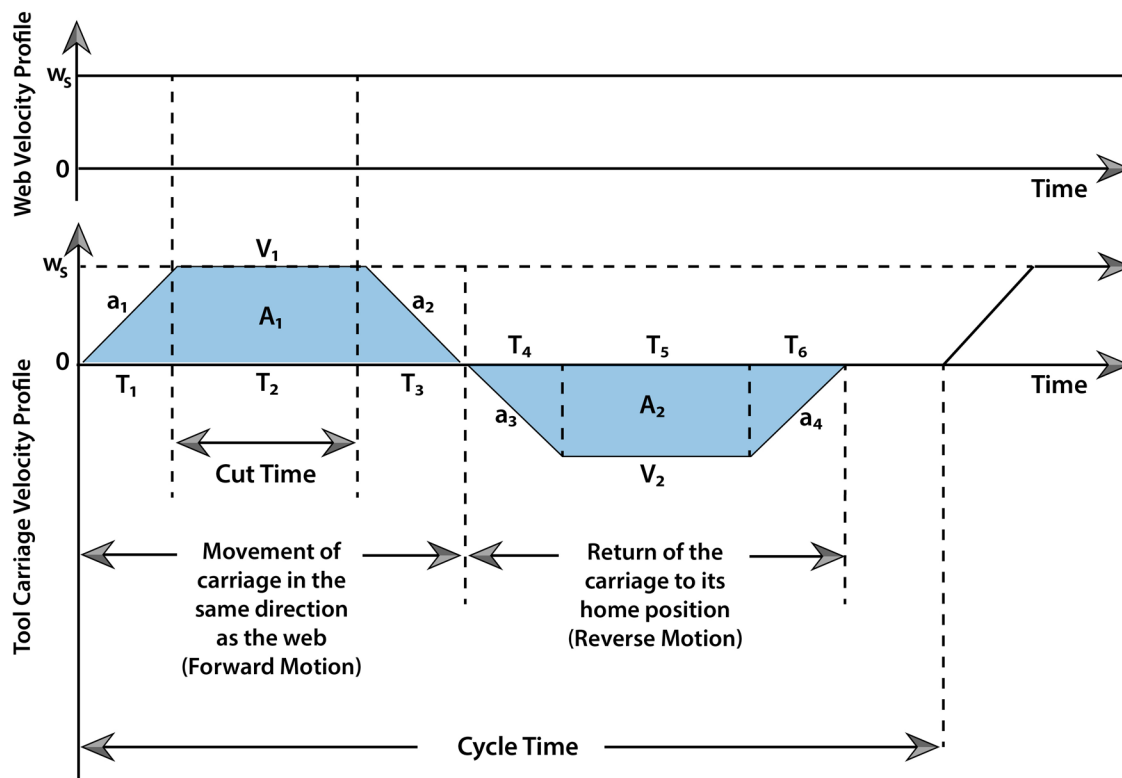 Web Velocity Profile
Wₛ
0
Time
Tool Carriage Velocity Profile
Wₛ
V₁
a₁
A₁
a₂
0
T₁
T₂
T₃
T₄
T₅
T₆
Time
a₃
A₂
a₄
V₂
Cut Time
Movement of
carriage in the
same direction
as the web
(Forward Motion)
Return of the
carriage to its
home position
(Reverse Motion)
Cycle Time